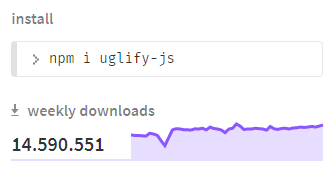 install
> npm i uglify-js
weekly downloads
14.590.551